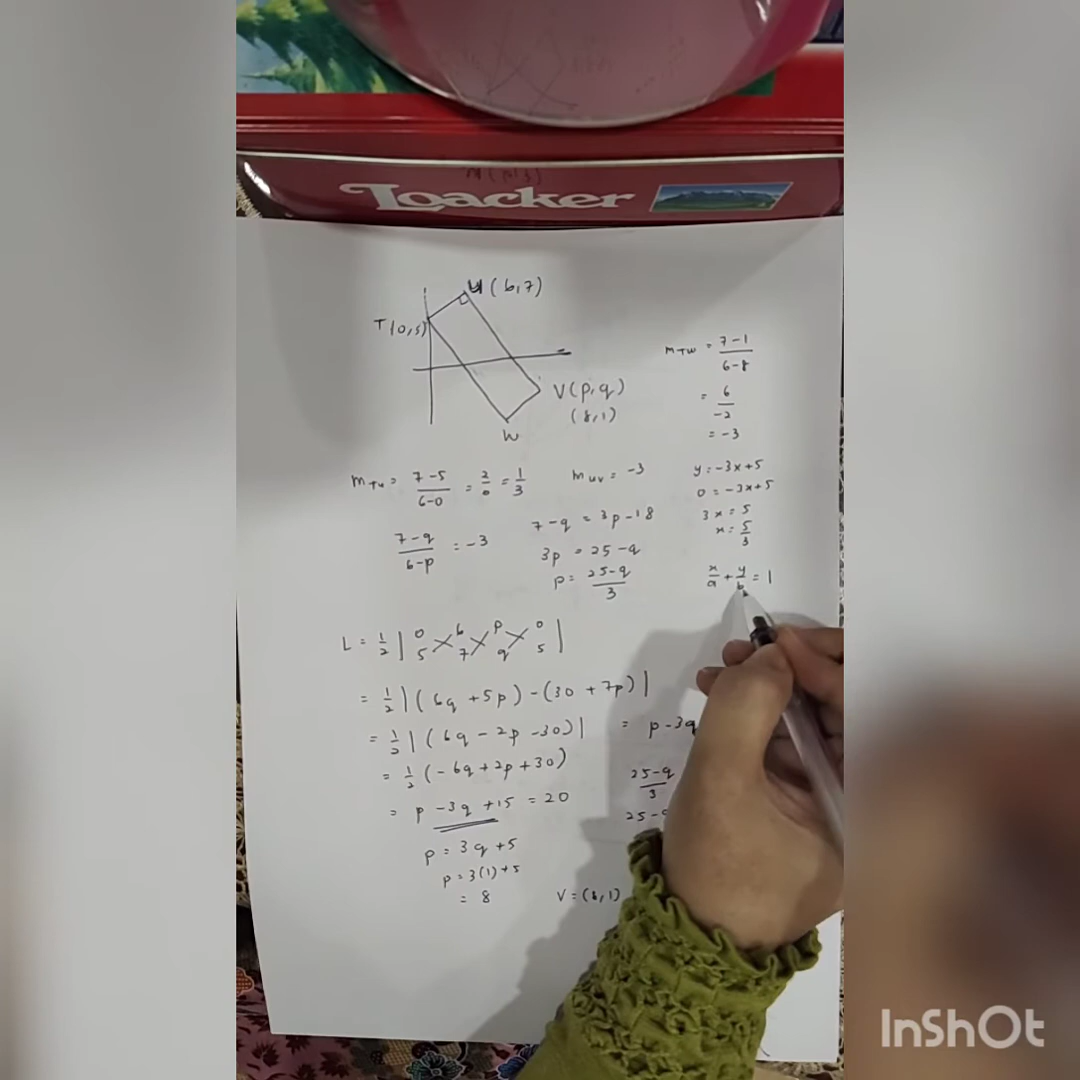 Loacker
U(6,7)
T(0,5)
V(p,q)
(8,1)
W
m_TU = 7-5/6-0 = 2/6 = 1/3
m_UV = -3
7-q/6-p = -3
7-q = 3p-18
3p = 25-q
p = 25-q/3
m_TW = 7-1/6-8
= 6/-2
= -3
y = -3x+5
0 = -3x+5
3x = 5
x = 5/3
x/a + y/b = 1
L = 1/2 | 0 6 p 0
5 7 q 5 |
= 1/2 |(6q +5p) - (30 +7p)|
= 1/2 |(6q - 2p -30)|
= 1/2 (-6q+2p+30)
= p -3q +15 = 20
p = 3q +5
p = 3(1)+5
= 8
= p-3q
25-q/3
25-
V = (8,1)
InShOt